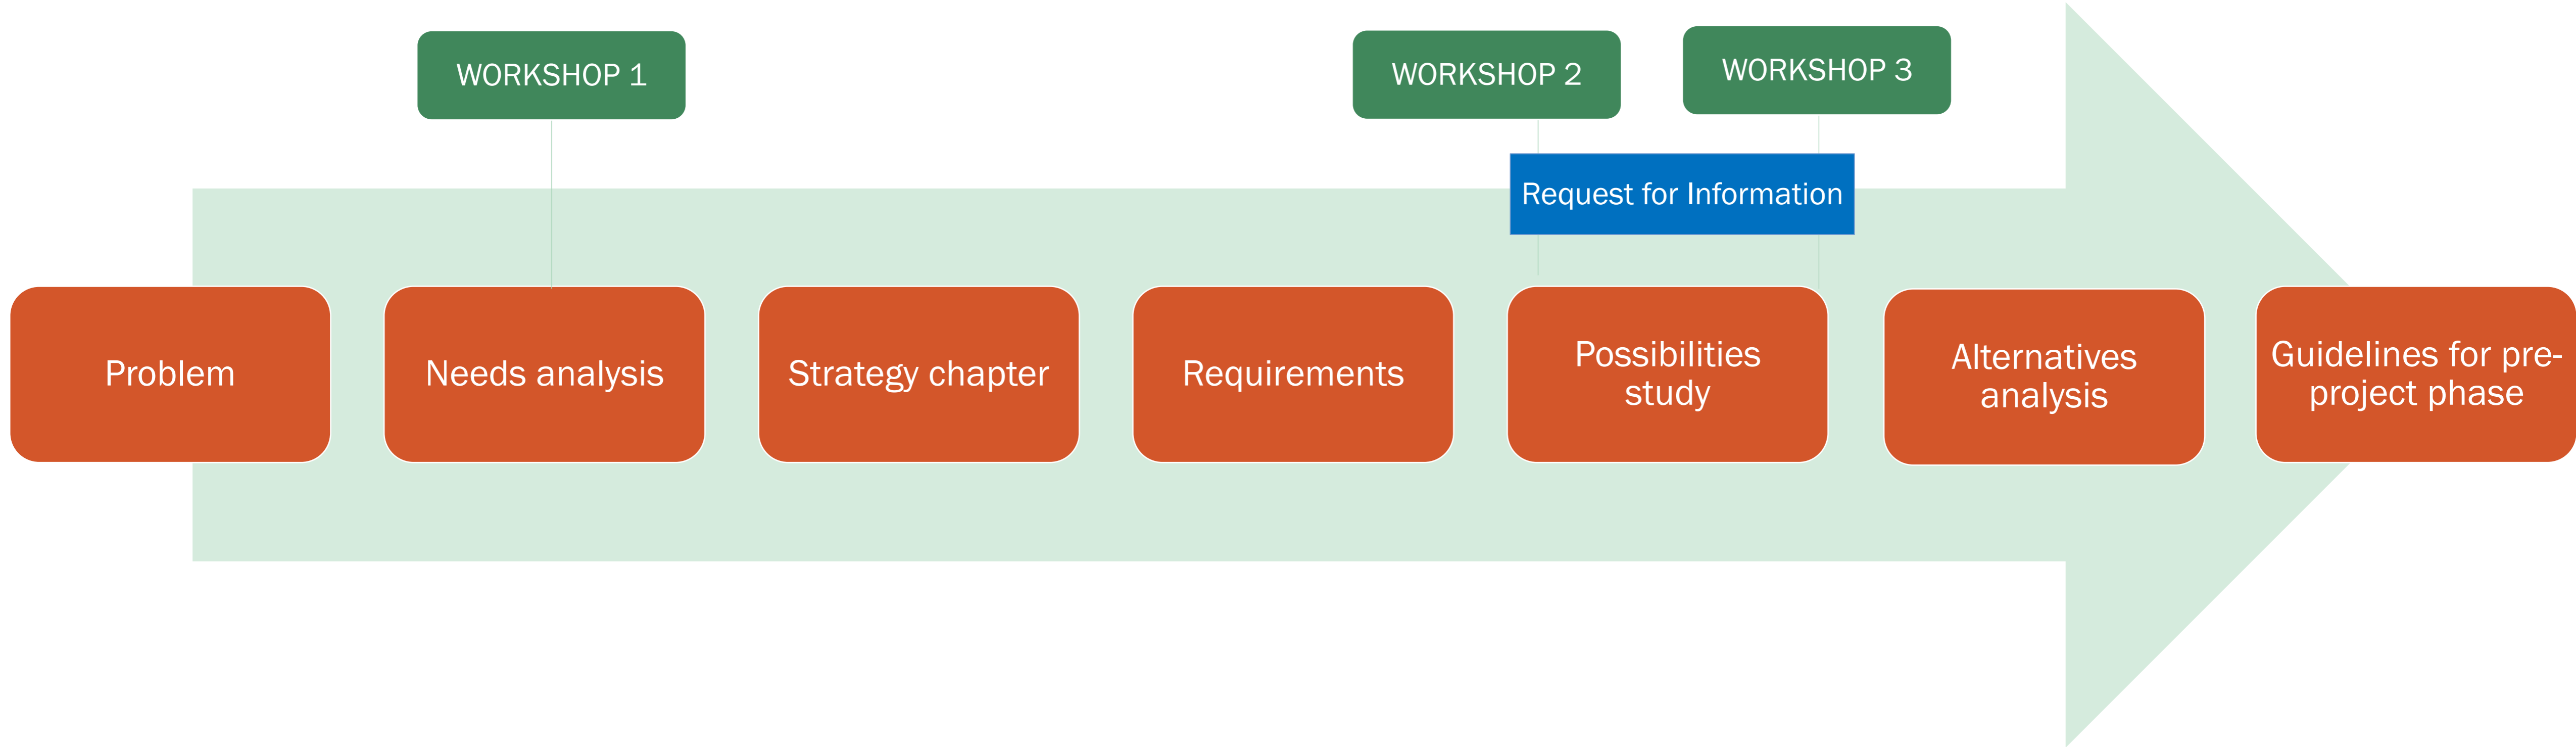 WORKSHOP 1
WORKSHOP 2
WORKSHOP 3
Request for Information
Problem
Needs analysis
Strategy chapter
Requirements
Possibilities
study
Alternatives
analysis
Guidelines for pre-
project phase